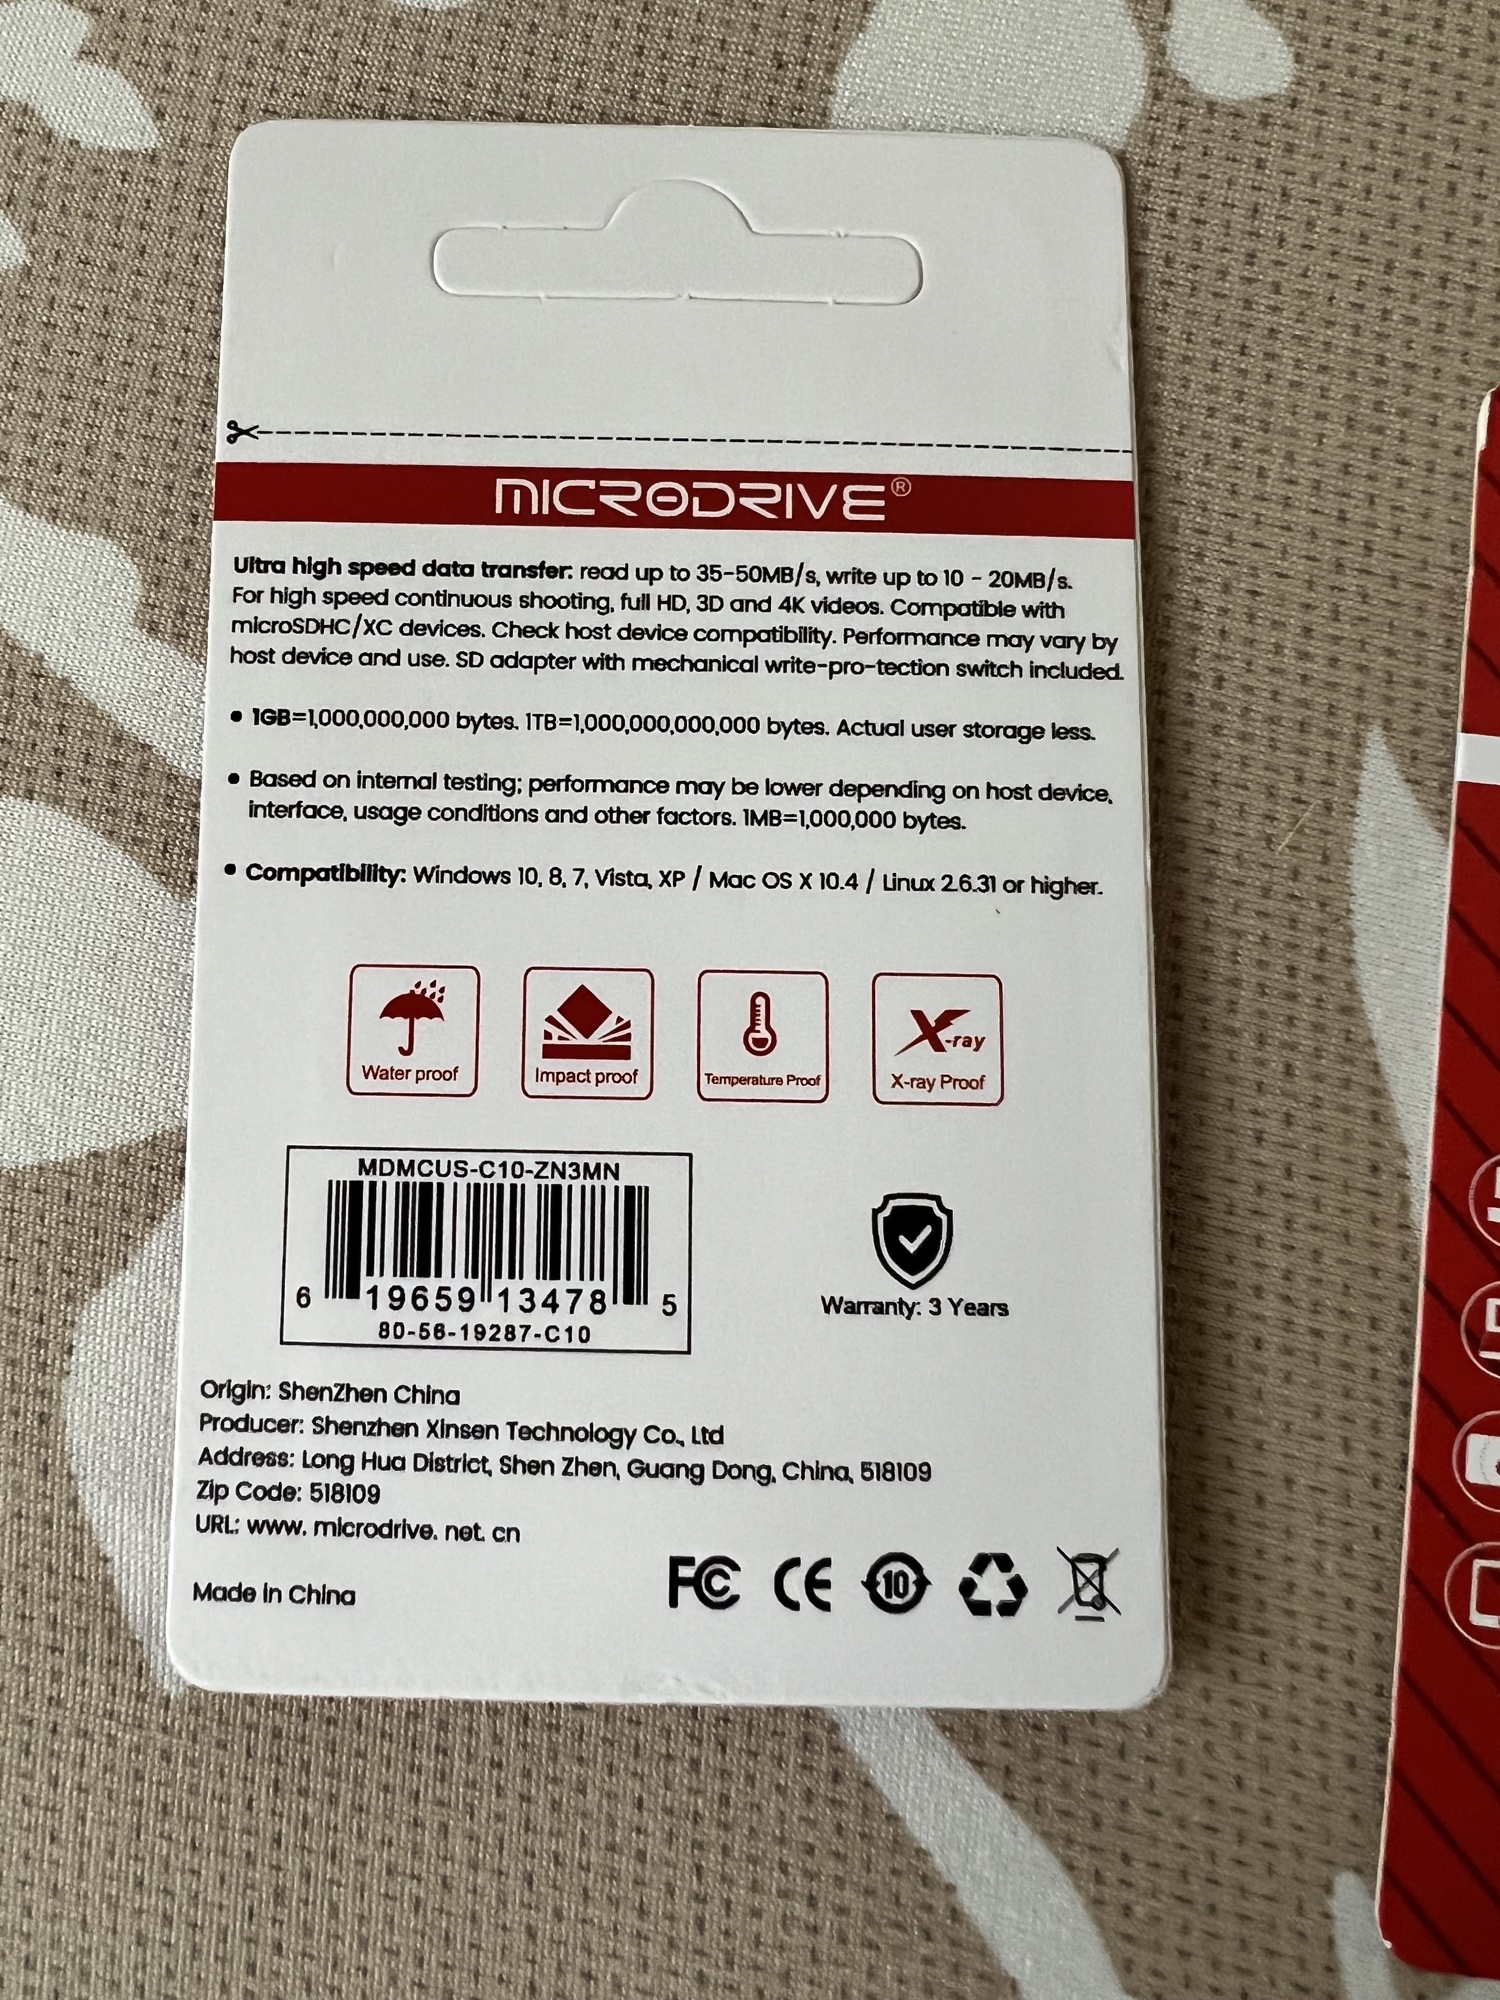 MICRODRIVE®
Ultra high speed data transfer: read up to 35-50MB/s, write up to 10 - 20MB/s.
For high speed continuous shooting, full HD, 3D and 4K videos. Compatible with
microSDHC/XC devices. Check host device compatibility. Performance may vary by
host device and use. SD adapter with mechanical write-pro-tection switch included.
• 1GB=1,000,000,000 bytes. 1TB=1,000,000,000,000 bytes. Actual user storage less.
• Based on internal testing; performance may be lower depending on host device,
interface, usage conditions and other factors. 1MB=1,000,000 bytes.
• Compatibility: Windows 10, 8, 7, Vista, XP / Mac OS X 10.4 / Linux 2.6.31 or higher.
X-ray
Water proof
Impact proof
Temperature Proof
X-ray Proof
MDMCUS-C10-ZN3MN
6 19659 13478 5
80-56-19287-C10
Warranty: 3 Years
Origin: ShenZhen China
Producer: Shenzhen Xinsen Technology Co., Ltd
Address: Long Hua District, Shen Zhen, Guang Dong, China, 518109
Zip Code: 518109
URL: www. microdrive. net. cn
Made in China
FC CE 10